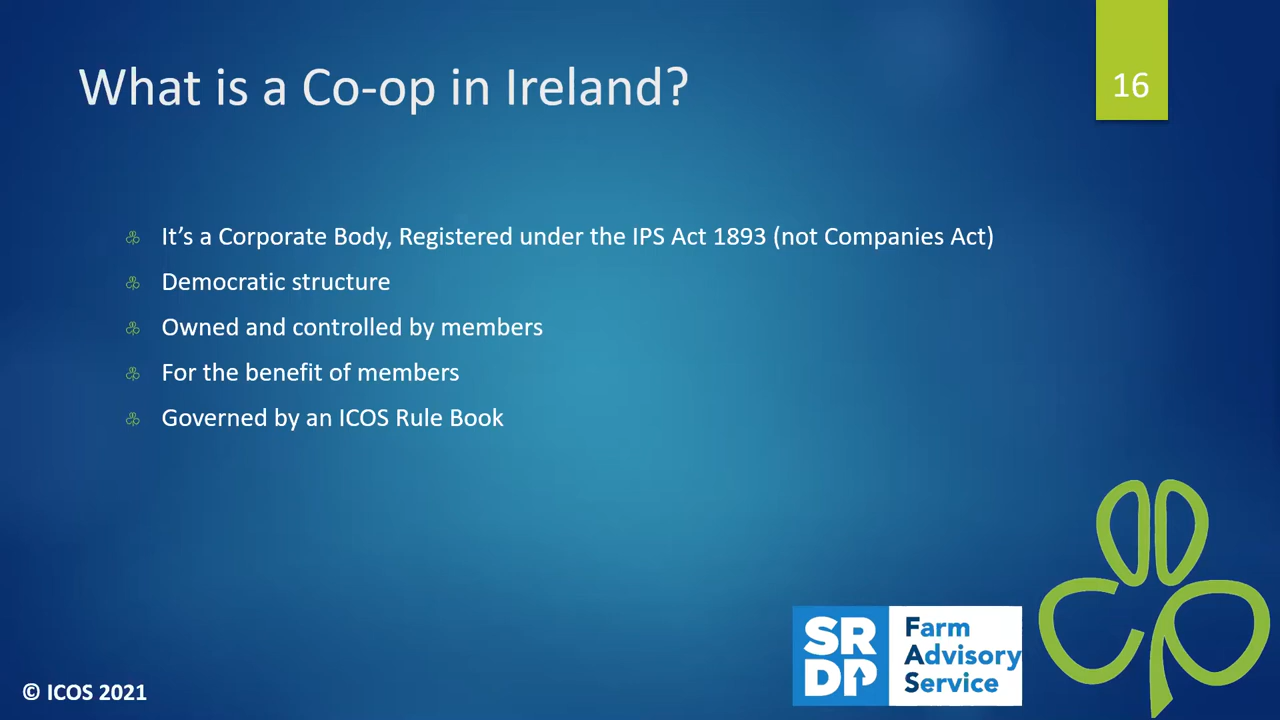 What is a Co-op in Ireland?
16
It’s a Corporate Body, Registered under the IPS Act 1893 (not Companies Act)
Democratic structure
Owned and controlled by members
For the benefit of members
Governed by an ICOS Rule Book
SR
DP
Farm
Advisory
Service
© ICOS 2021